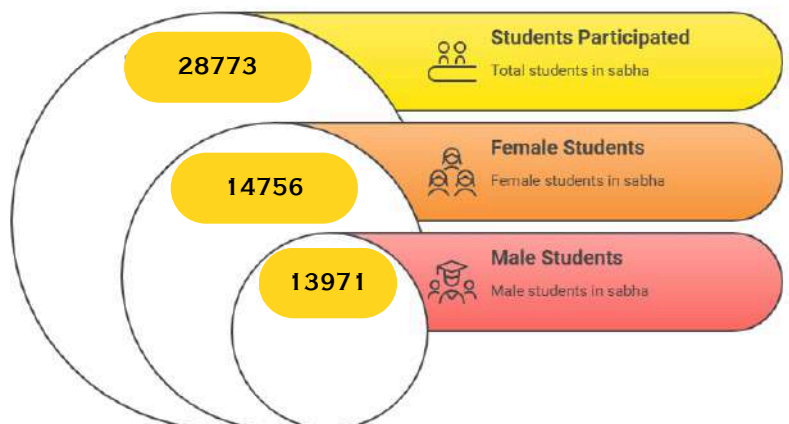 28773
Students Participated
Total students in sabha
14756
Female Students
Female students in sabha
13971
Male Students
Male students in sabha